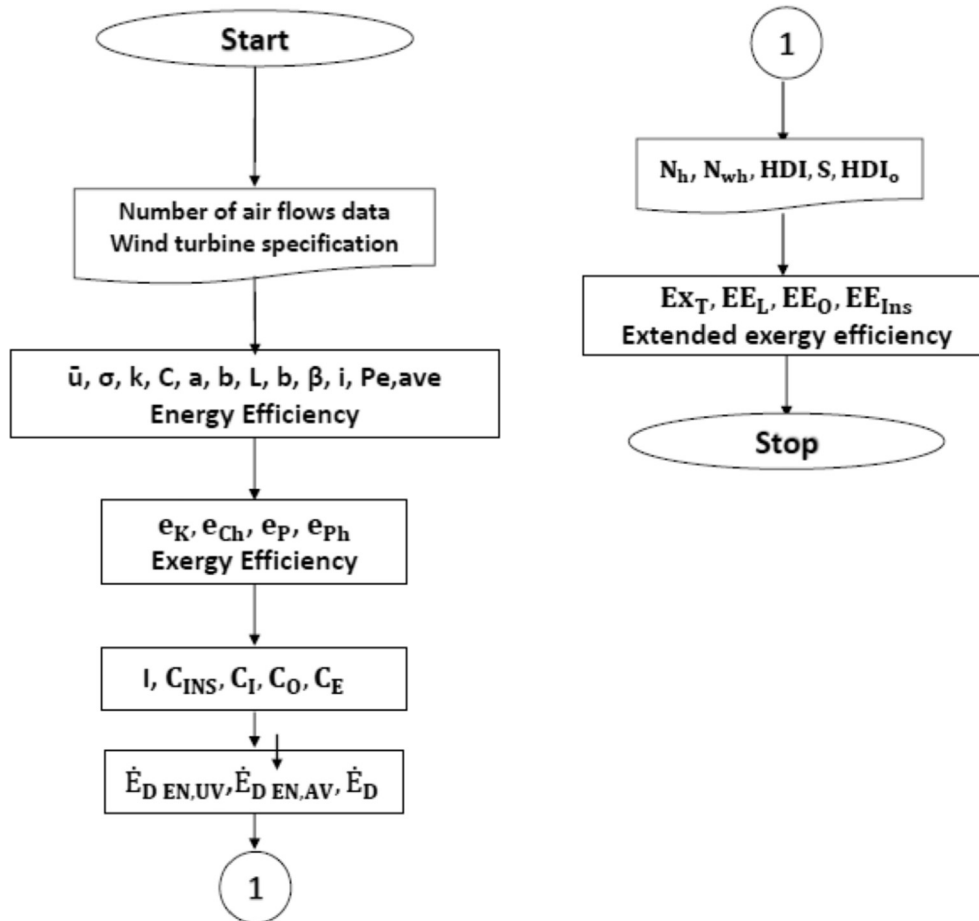 Start
Number of air flows data
Wind turbine specification
ū, σ, k, C, a, b, L, b, β, i, Pe,ave
Energy Efficiency
e_K, e_Ch, e_P, e_Ph
Exergy Efficiency
I, C_INS, C_I, C_O, C_E
Ė_D EN,UV, Ė_D EN,AV, Ė_D
1
1
N_h, N_wh, HDI, S, HDI_o
Ex_T, EE_L, EE_O, EE_Ins
Extended exergy efficiency
Stop